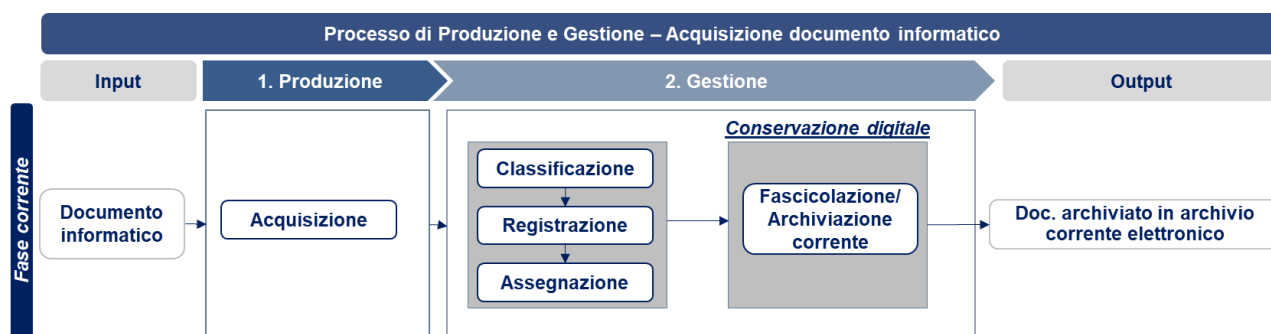 Processo di Produzione e Gestione – Acquisizione documento informatico
Input
1. Produzione
2. Gestione
Output
Fase corrente
Documento
informatico
Acquisizione
Classificazione
Registrazione
Assegnazione
Conservazione digitale
Fascicolazione/
Archiviazione
corrente
Doc. archiviato in archivio
corrente elettronico